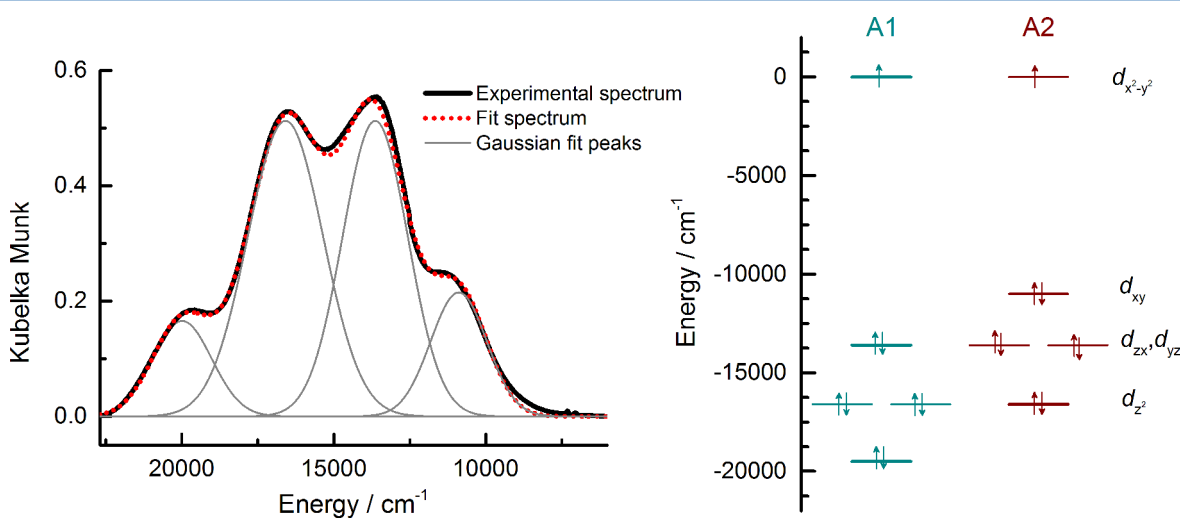 0.6
0.4
0.2
0.0
Kubelka Munk
20000 15000 10000
Energy / cm⁻¹
Experimental spectrum
Fit spectrum
Gaussian fit peaks
A1 A2
0
-5000
-10000
-15000
-20000
Energy / cm⁻¹
dx²-y²
dxy
dzx,dyz
dz²